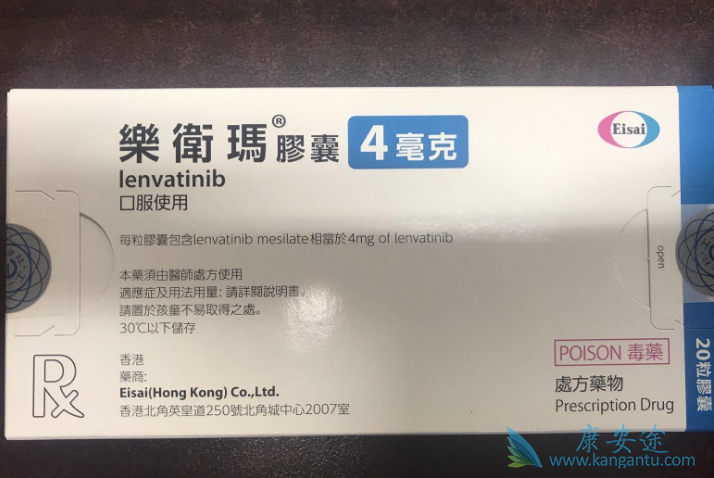 樂衛瑪®膠囊 4毫克
Eisai
lenvatinib
口服使用
每粒膠囊包含lenvatinib mesilate相當於4mg of lenvatinib
本藥須由醫師處方使用
適應症及用法用量：請詳閱說明書。
請置於孩童不易取得之處。
30℃以下儲存
open
Rx
香港
藥商：
Eisai(Hong Kong) Co.,Ltd.
香港北角英皇道250號北角城中心2007室
POISON 毒藥
處方藥物
Prescription Drug
20粒膠囊
康安途
www.kangantu.com